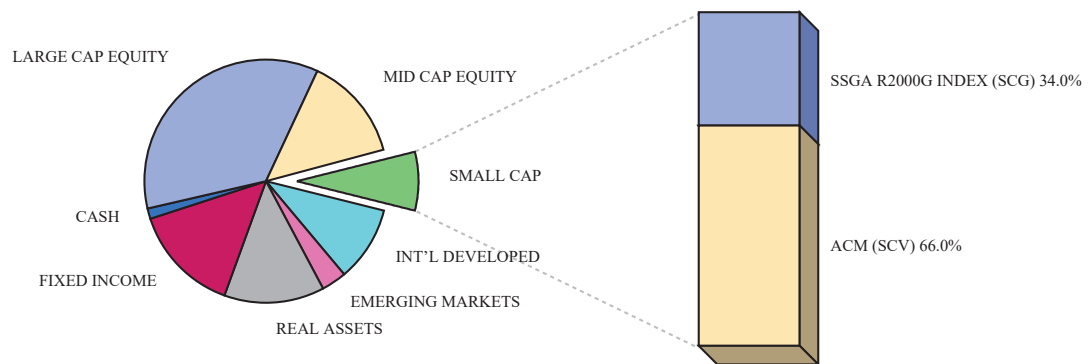 LARGE CAP EQUITY
MID CAP EQUITY
SMALL CAP
CASH
INT’L DEVELOPED
FIXED INCOME
EMERGING MARKETS
REAL ASSETS
SSGA R2000G INDEX (SCG) 34.0%
ACM (SCV) 66.0%